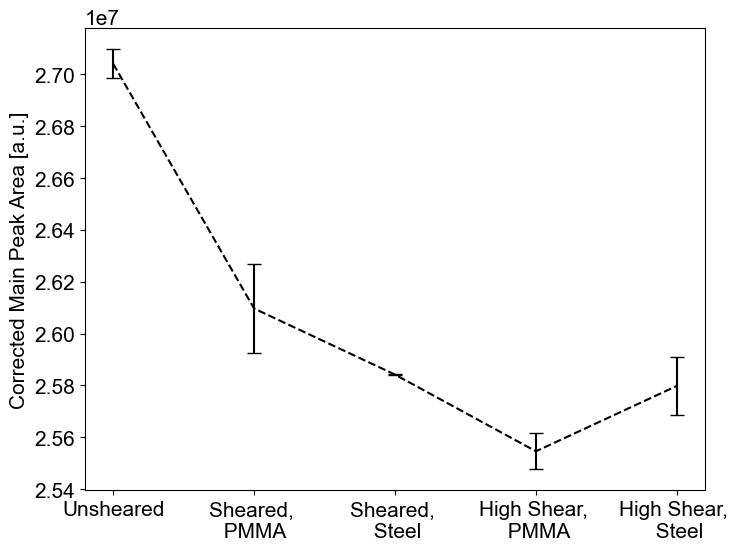 1e7
Corrected Main Peak Area [a.u.]
2.70
2.68
2.66
2.64
2.62
2.60
2.58
2.56
2.54
Unsheared
Sheared,
PMMA
Sheared,
Steel
High Shear,
PMMA
High Shear,
Steel